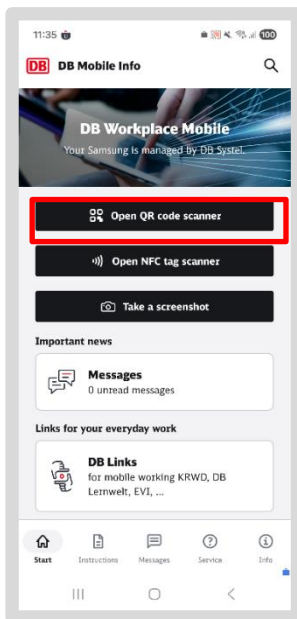 11:35
100
DB DB Mobile Info
DB Workplace Mobile
Your Samsung is managed by DB Systel.
Open QR code scanner
Open NFC tag scanner
Take a screenshot
Important news
Messages
0 unread messages
Links for your everyday work
DB Links
for mobile working KRWD, DB
Lernwelt, EVI, ...
Start Instructions Messages Service Info